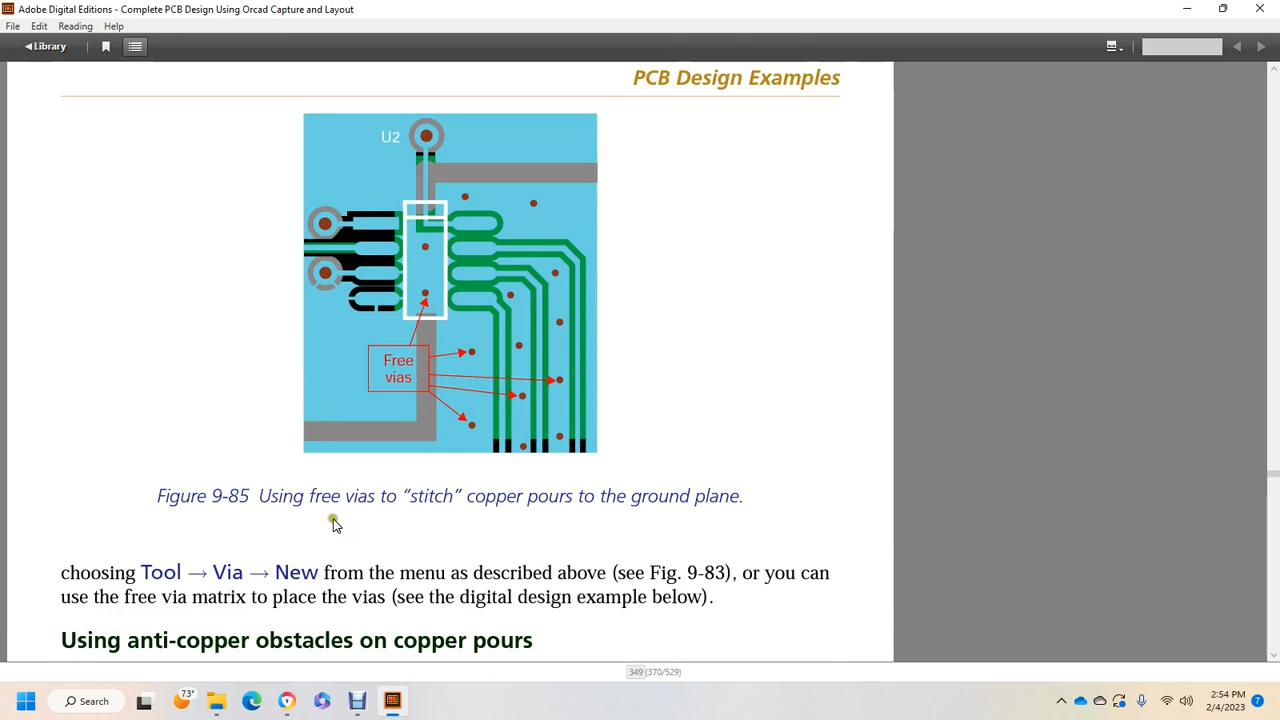 Adobe Digital Editions - Complete PCB Design Using Orcad Capture and Layout
File Edit Reading Help
Library
PCB Design Examples
U2
Free
vias
Figure 9-85 Using free vias to “stitch” copper pours to the ground plane.
choosing Tool → Via → New from the menu as described above (see Fig. 9-83), or you can
use the free via matrix to place the vias (see the digital design example below).
Using anti-copper obstacles on copper pours
349 (370/529)
Search
73°
2:54 PM
2/4/2023
7